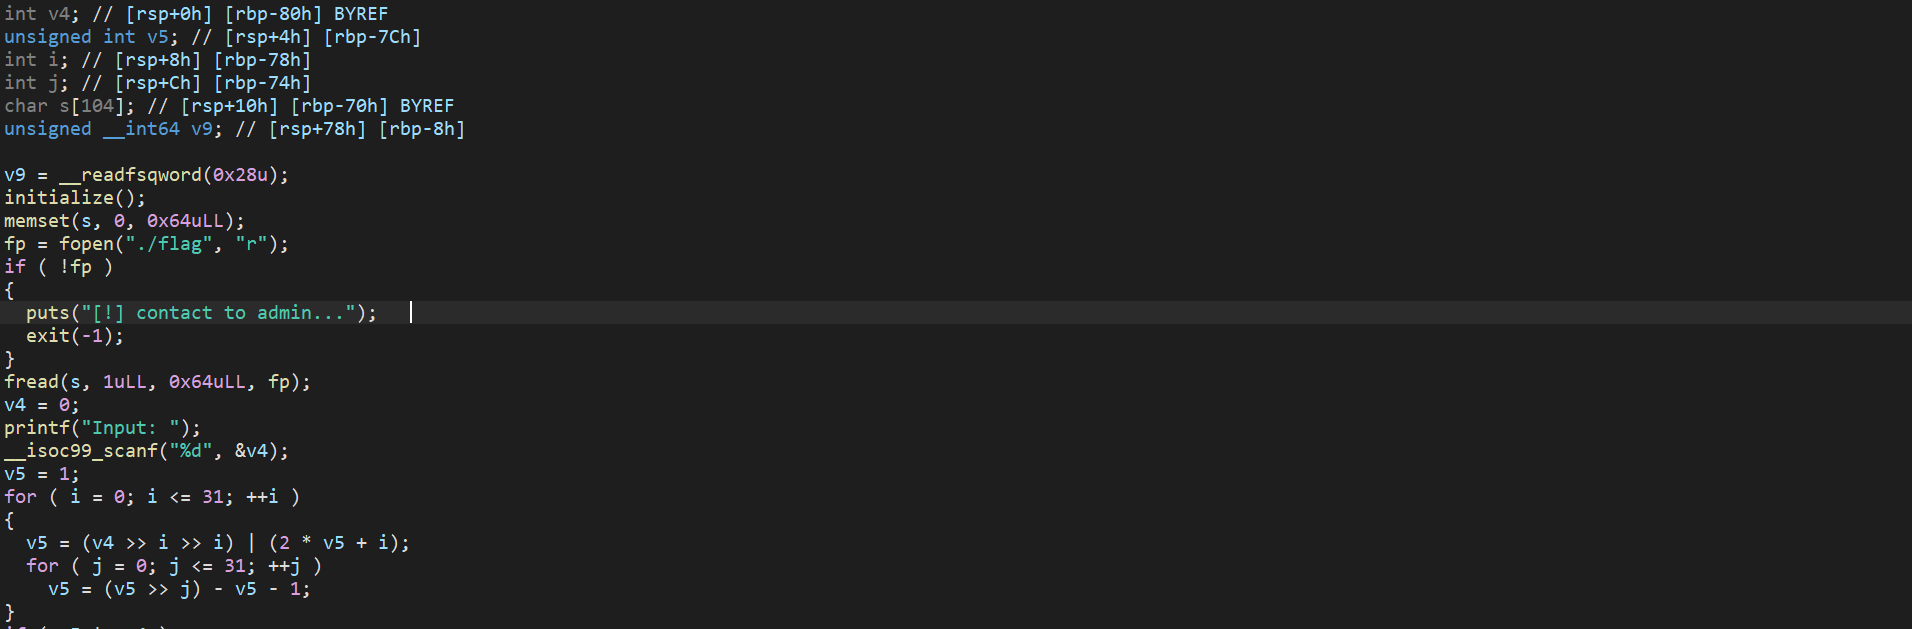 int v4; // [rsp+0h] [rbp-80h] BYREF
unsigned int v5; // [rsp+4h] [rbp-7Ch]
int i; // [rsp+8h] [rbp-78h]
int j; // [rsp+Ch] [rbp-74h]
char s[104]; // [rsp+10h] [rbp-70h] BYREF
unsigned __int64 v9; // [rsp+78h] [rbp-8h]
v9 = __readfsqword(0x28u);
initialize();
memset(s, 0, 0x64uLL);
fp = fopen("./flag", "r");
if ( !fp )
{
  puts("[!] contact to admin...");
  exit(-1);
}
fread(s, 1uLL, 0x64uLL, fp);
v4 = 0;
printf("Input: ");
__isoc99_scanf("%d", &v4);
v5 = 1;
for ( i = 0; i <= 31; ++i )
{
  v5 = (v4 >> i >> i) | (2 * v5 + i);
  for ( j = 0; j <= 31; ++j )
    v5 = (v5 >> j) - v5 - 1;
}